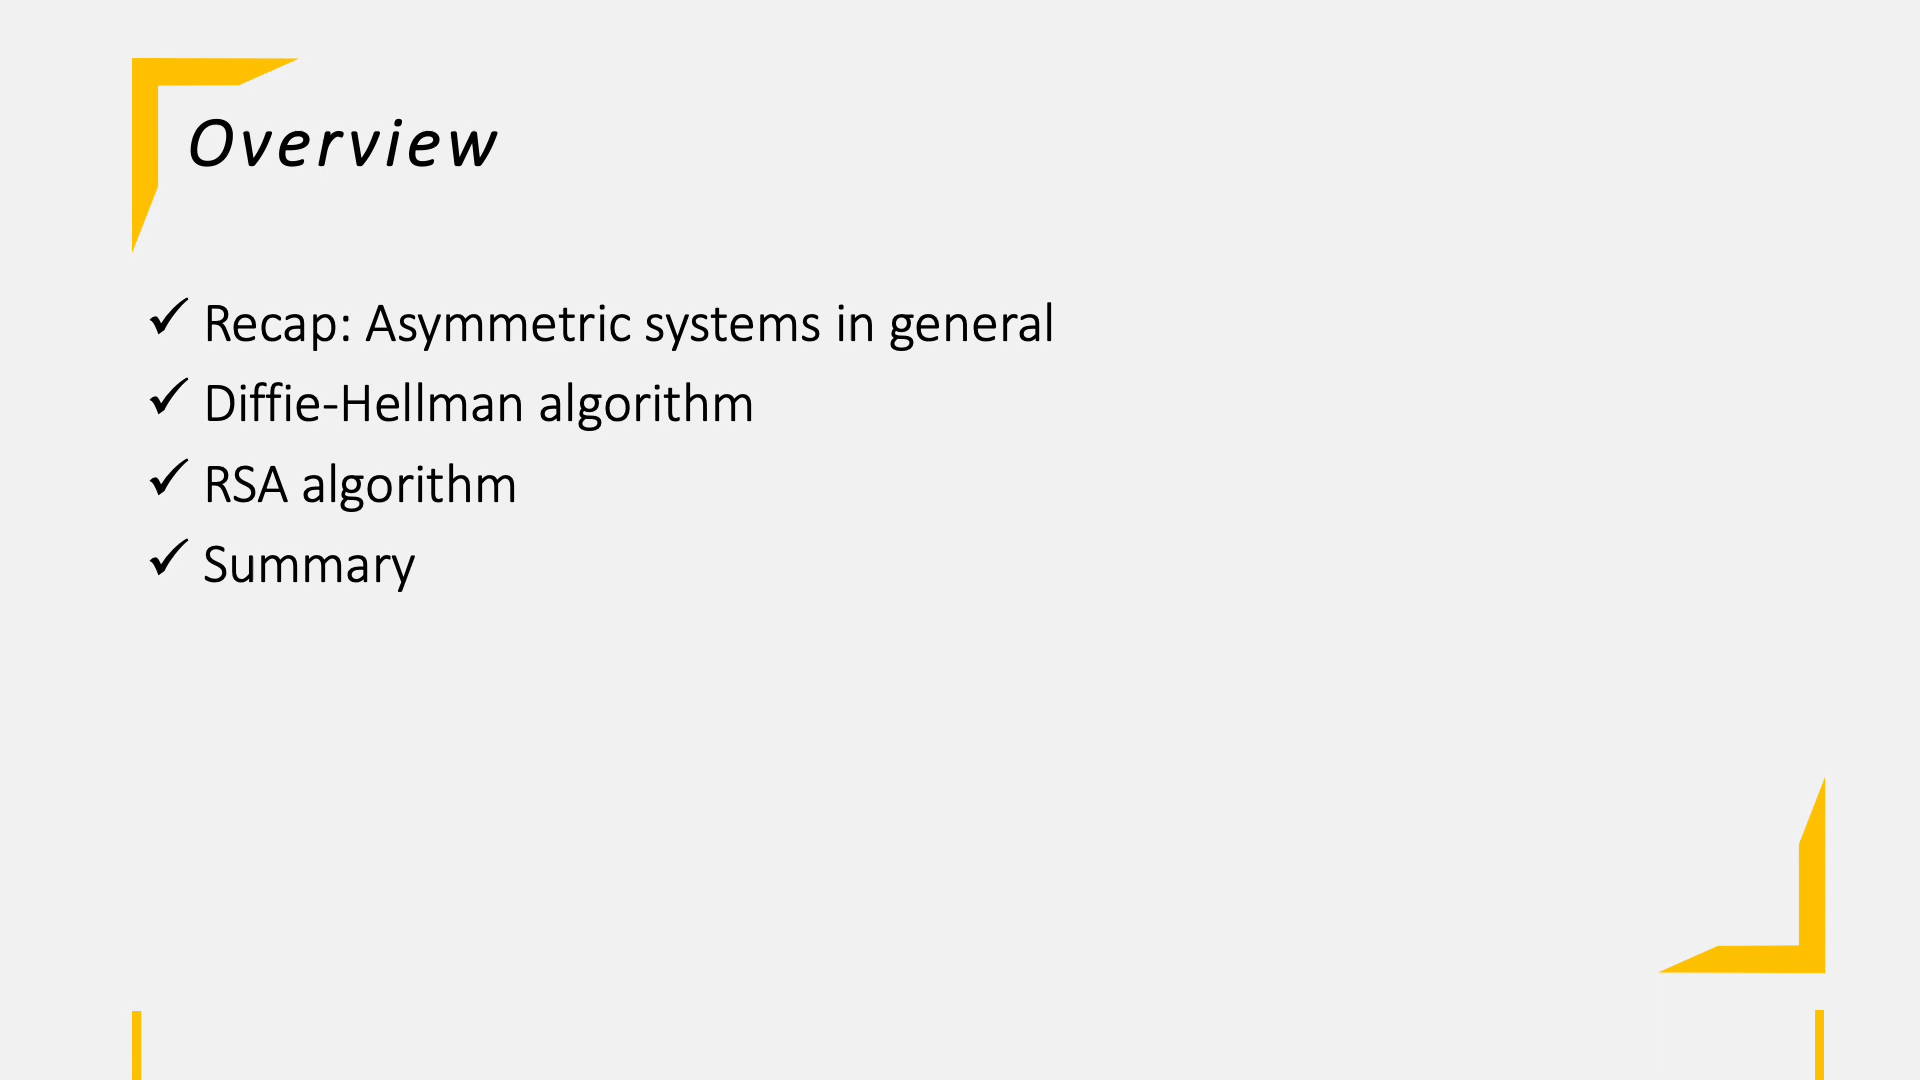 Overview
✓ Recap: Asymmetric systems in general
✓ Diffie-Hellman algorithm
✓ RSA algorithm
✓ Summary